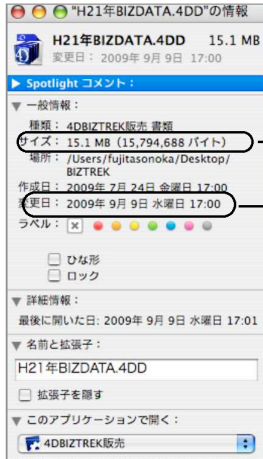 "H21年BIZDATA.4DD"の情報
H21年BIZDATA.4DD 15.1 MB
変更日： 2009年 9月 9日 17:00
Spotlight コメント：
一般情報：
種類： 4DBIZTREK販売 書類
サイズ： 15.1 MB（15,794,688 バイト）
場所： /Users/fujitasonoka/Desktop/
BIZTREK
作成日： 2009年 7月 24日 金曜日 17:00
変更日： 2009年 9月 9日 水曜日 17:00
ラベル：
ひな形
ロック
詳細情報：
最後に開いた日： 2009年 9月 9日 水曜日 17:01
名前と拡張子：
H21年BIZDATA.4DD
拡張子を隠す
このアプリケーションで開く：
4DBIZTREK販売